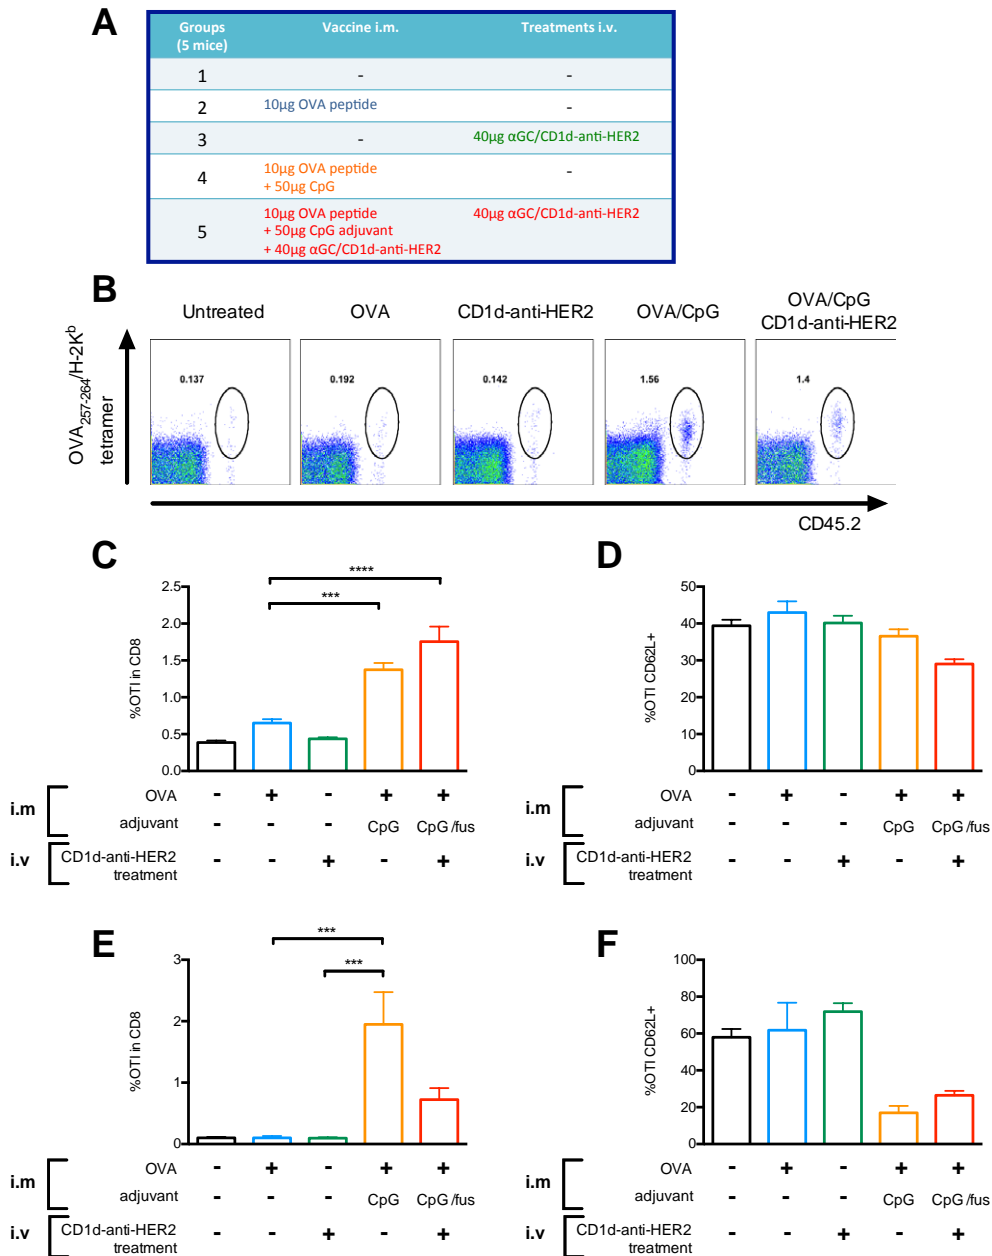 A
Groups Vaccine i.m. Treatments i.v.
(5 mice)
1 - -
2 10µg OVA peptide -
3 - 40µg αGC/CD1d-anti-HER2
4 10µg OVA peptide -
+ 50µg CpG
5 10µg OVA peptide 40µg αGC/CD1d-anti-HER2
+ 50µg CpG adjuvant
+ 40µg αGC/CD1d-anti-HER2
B
Untreated OVA CD1d-anti-HER2 OVA/CpG OVA/CpG
CD1d-anti-HER2
OVA257-264/H-2Kb
tetramer
0.137 0.192 0.142 1.56 1.4
CD45.2
C
**** 
***
%OTI in CD8
2.5
2.0
1.5
1.0
0.5
0.0
i.m
OVA - + - + +
adjuvant - - - CpG CpG/fus
i.v
CD1d-anti-HER2 - - + - +
treatment
D
%OTI CD62L+
50
40
30
20
10
0
OVA - + - + +
adjuvant - - - CpG CpG/fus
i.m
CD1d-anti-HER2 - - + - +
treatment
i.v
E
***
***
%OTI in CD8
3
2
1
0
i.m
OVA - + - + +
adjuvant - - - CpG CpG/fus
i.v
CD1d-anti-HER2 - - + - +
treatment
F
%OTI CD62L+
100
80
60
40
20
0
i.m
OVA - + - + +
adjuvant - - - CpG CpG/fus
i.v
CD1d-anti-HER2 - - + - +
treatment